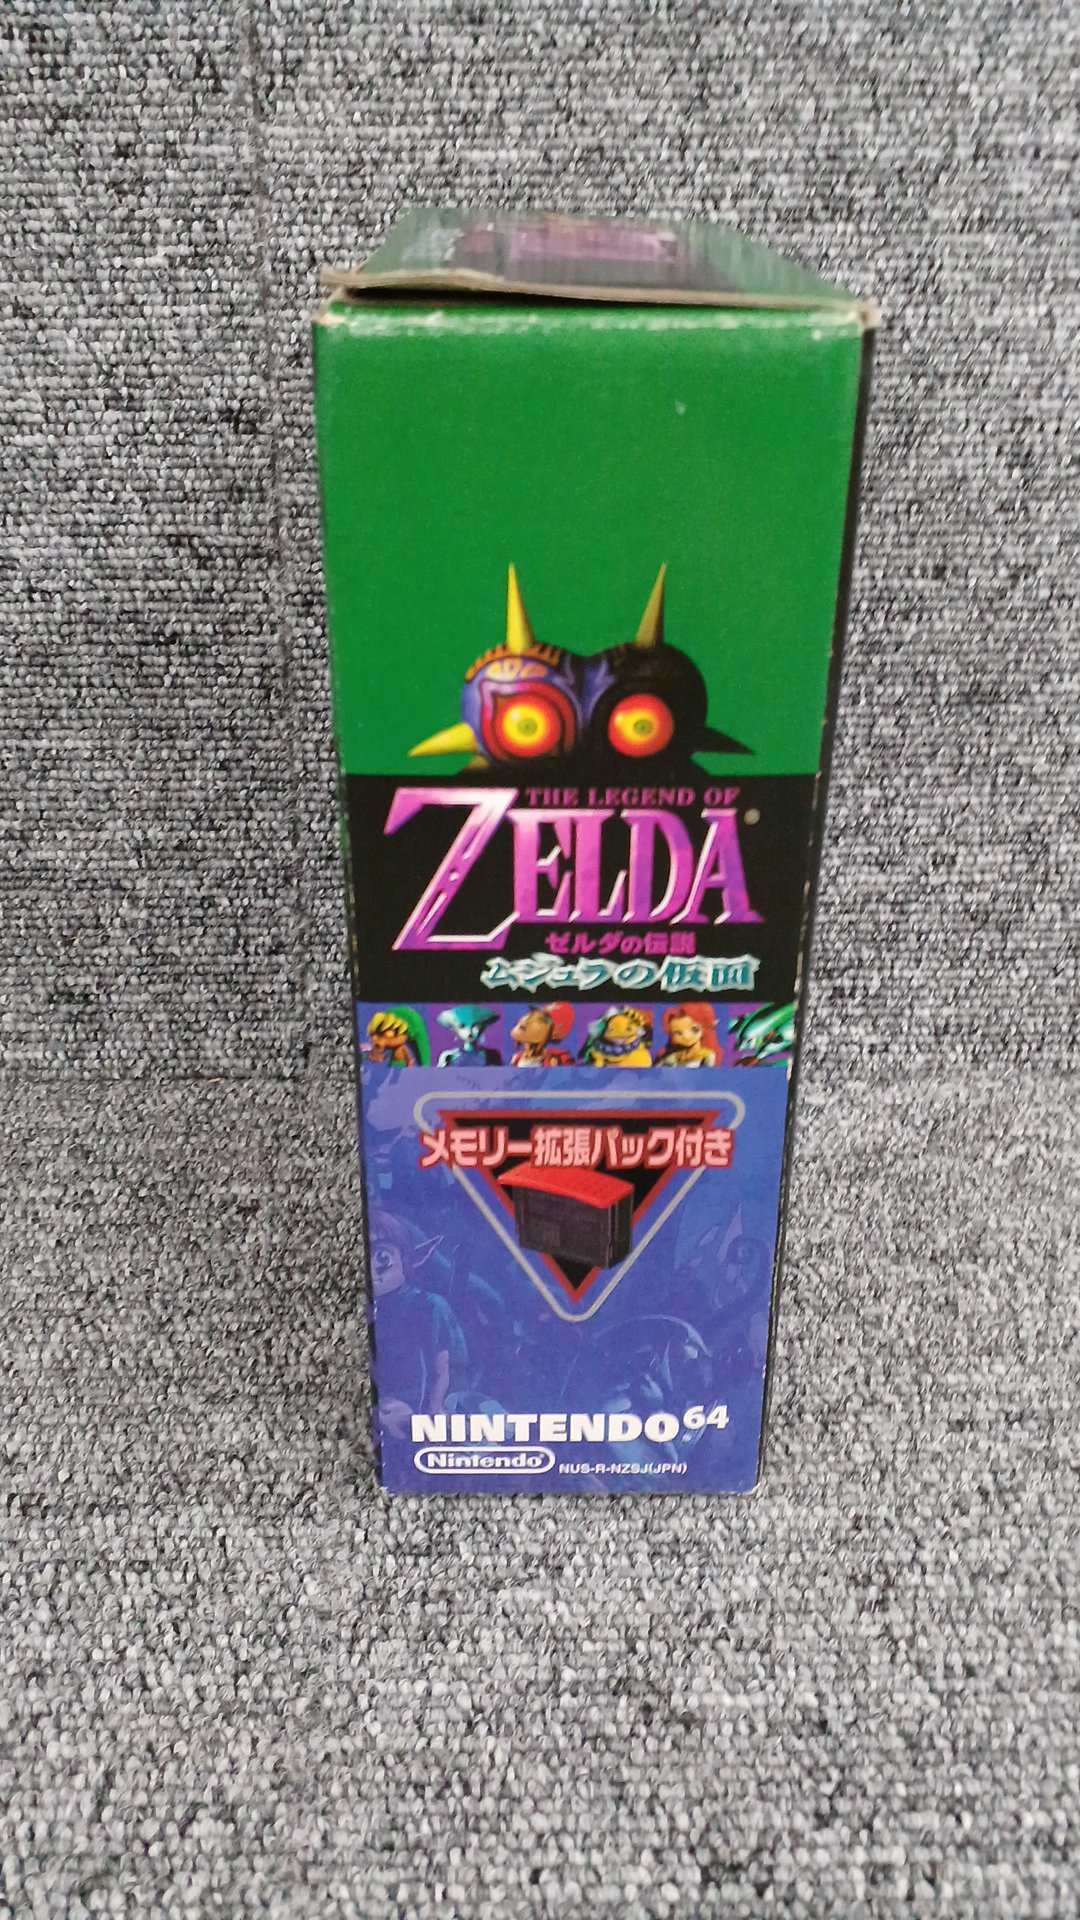 THE LEGEND OF
ZELDA
ゼルダの伝説
ムジュラの仮面
メモリー拡張パック付き
NINTENDO64
Nintendo
NUS-R-NZSJ(JPN)